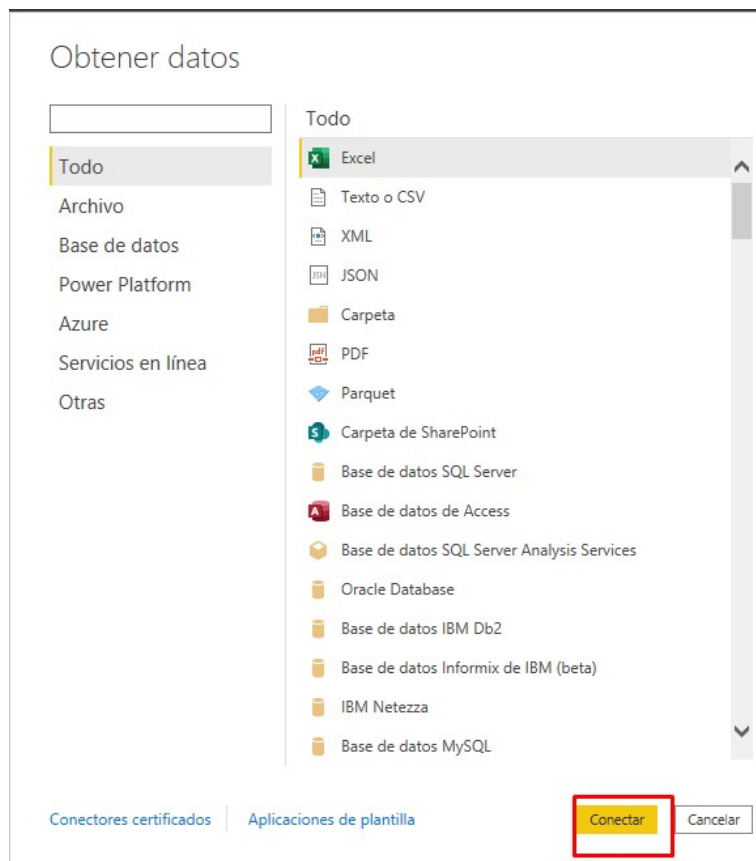 Obtener datos
Todo
Archivo
Base de datos
Power Platform
Azure
Servicios en línea
Otras
Todo
Excel
Texto o CSV
XML
JSON
Carpeta
PDF
Parquet
Carpeta de SharePoint
Base de datos SQL Server
Base de datos de Access
Base de datos SQL Server Analysis Services
Oracle Database
Base de datos IBM Db2
Base de datos Informix de IBM (beta)
IBM Netezza
Base de datos MySQL
Conectores certificados
Aplicaciones de plantilla
Conectar
Cancelar